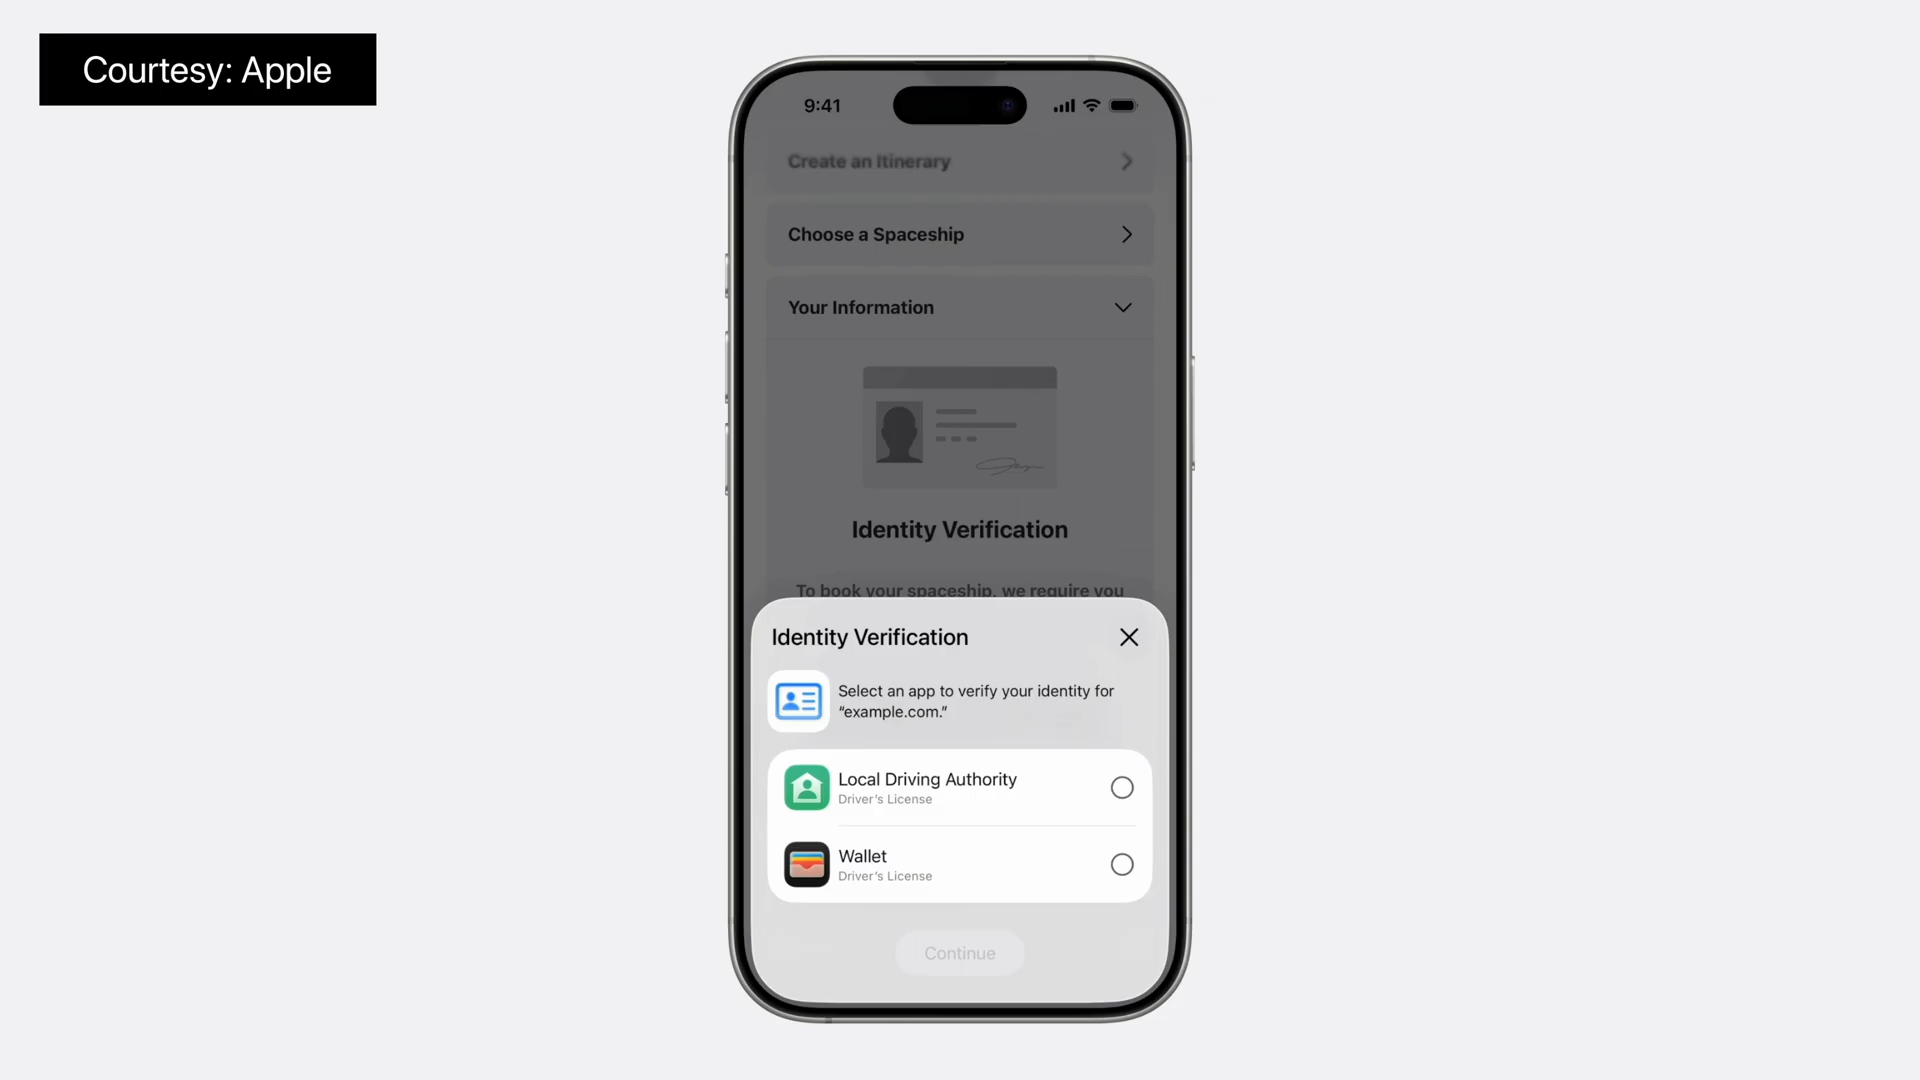 Courtesy: Apple
9:41
Create an Itinerary
Choose a Spaceship
Your Information
Identity Verification
To book your spaceship, we require you
Identity Verification
Select an app to verify your identity for
“example.com.”
Local Driving Authority
Driver’s License
Wallet
Driver’s License
Continue